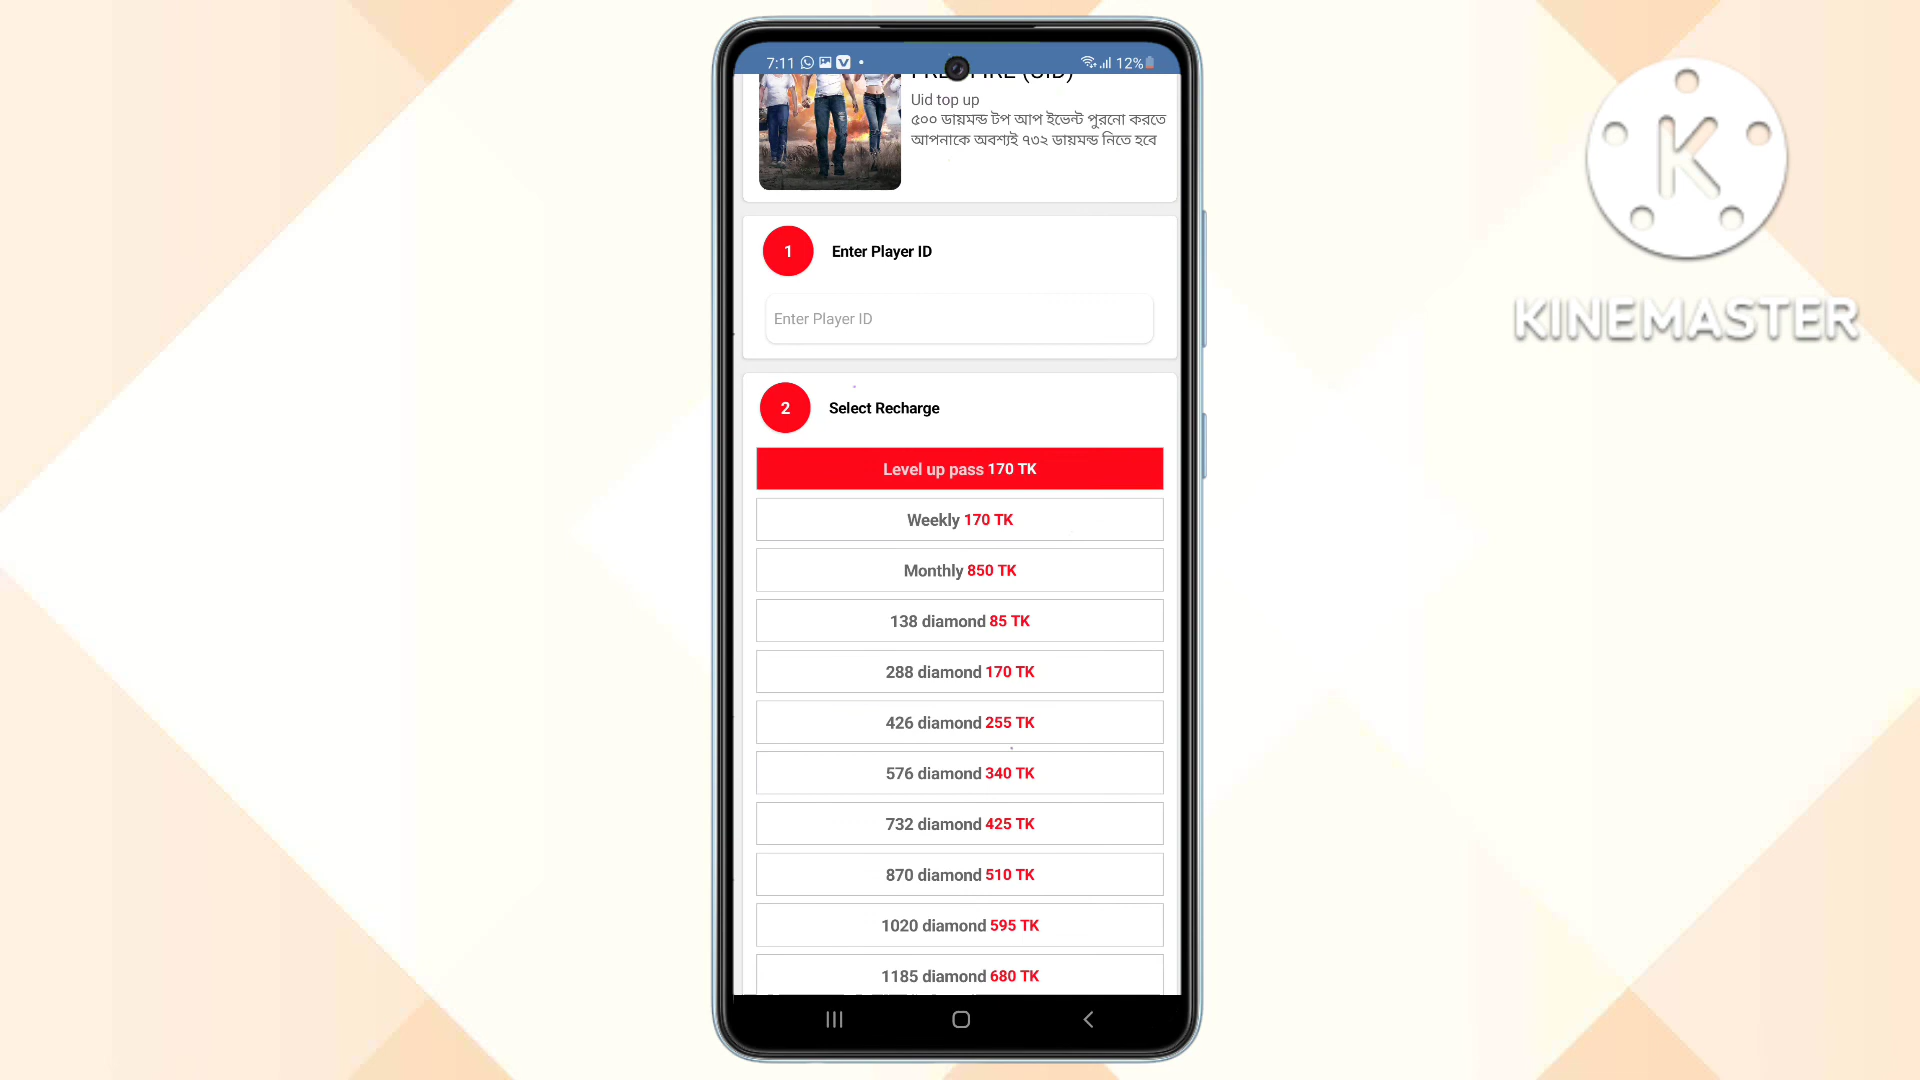 7:11
12%
FREE FIRE (UID)
Uid top up
৫০০ ডায়মন্ড টপ আপ ইভেন্ট পুরনো করতে
আপনাকে অবশ্যই ৭৩২ ডায়মন্ড নিতে হবে
1 Enter Player ID
Enter Player ID
2 Select Recharge
Level up pass 170 TK
Weekly 170 TK
Monthly 850 TK
138 diamond 85 TK
288 diamond 170 TK
426 diamond 255 TK
576 diamond 340 TK
732 diamond 425 TK
870 diamond 510 TK
1020 diamond 595 TK
1185 diamond 680 TK
K
KINEMASTER